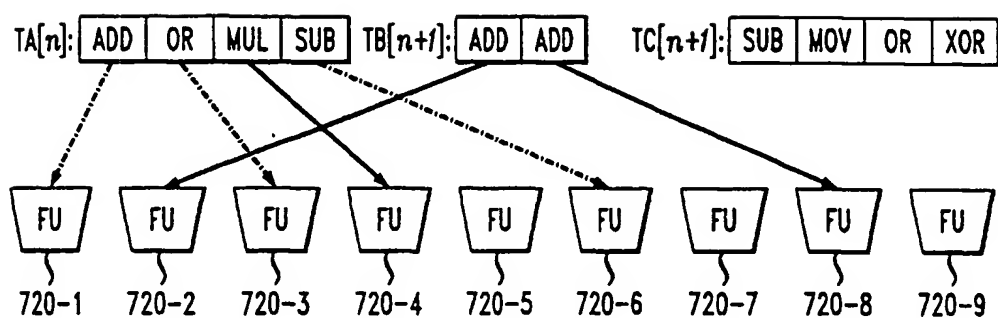 TA[n]: ADD OR MUL SUB TB[n+1]: ADD ADD TC[n+1]: SUB MOV OR XOR
FU FU FU FU FU FU FU FU FU
720-1 720-2 720-3 720-4 720-5 720-6 720-7 720-8 720-9